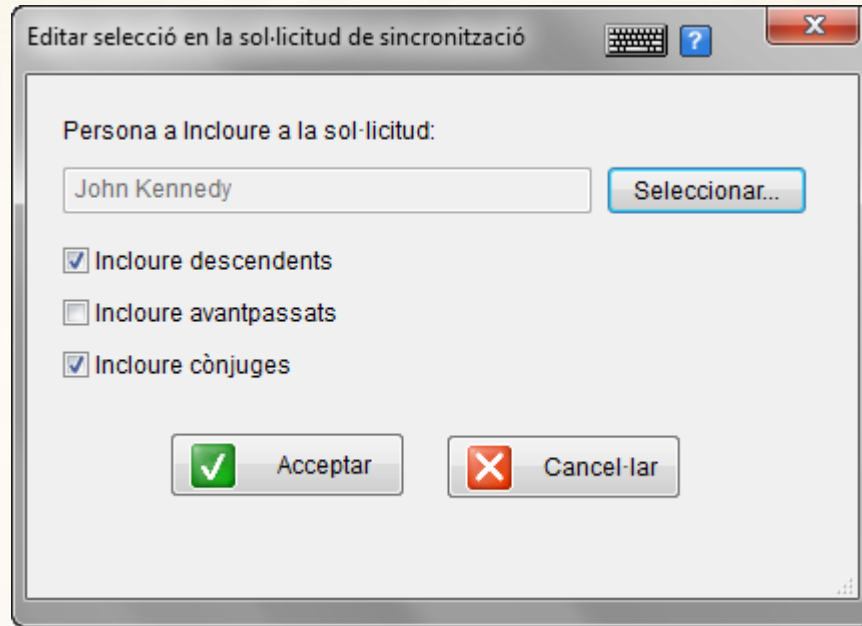 Editar selecció en la sol·licitud de sincronització
?
Persona a Incloure a la sol·licitud:
John Kennedy
Seleccionar...
Incloure descendents
Incloure avantpassats
Incloure cònjuges
Acceptar
Cancel·lar